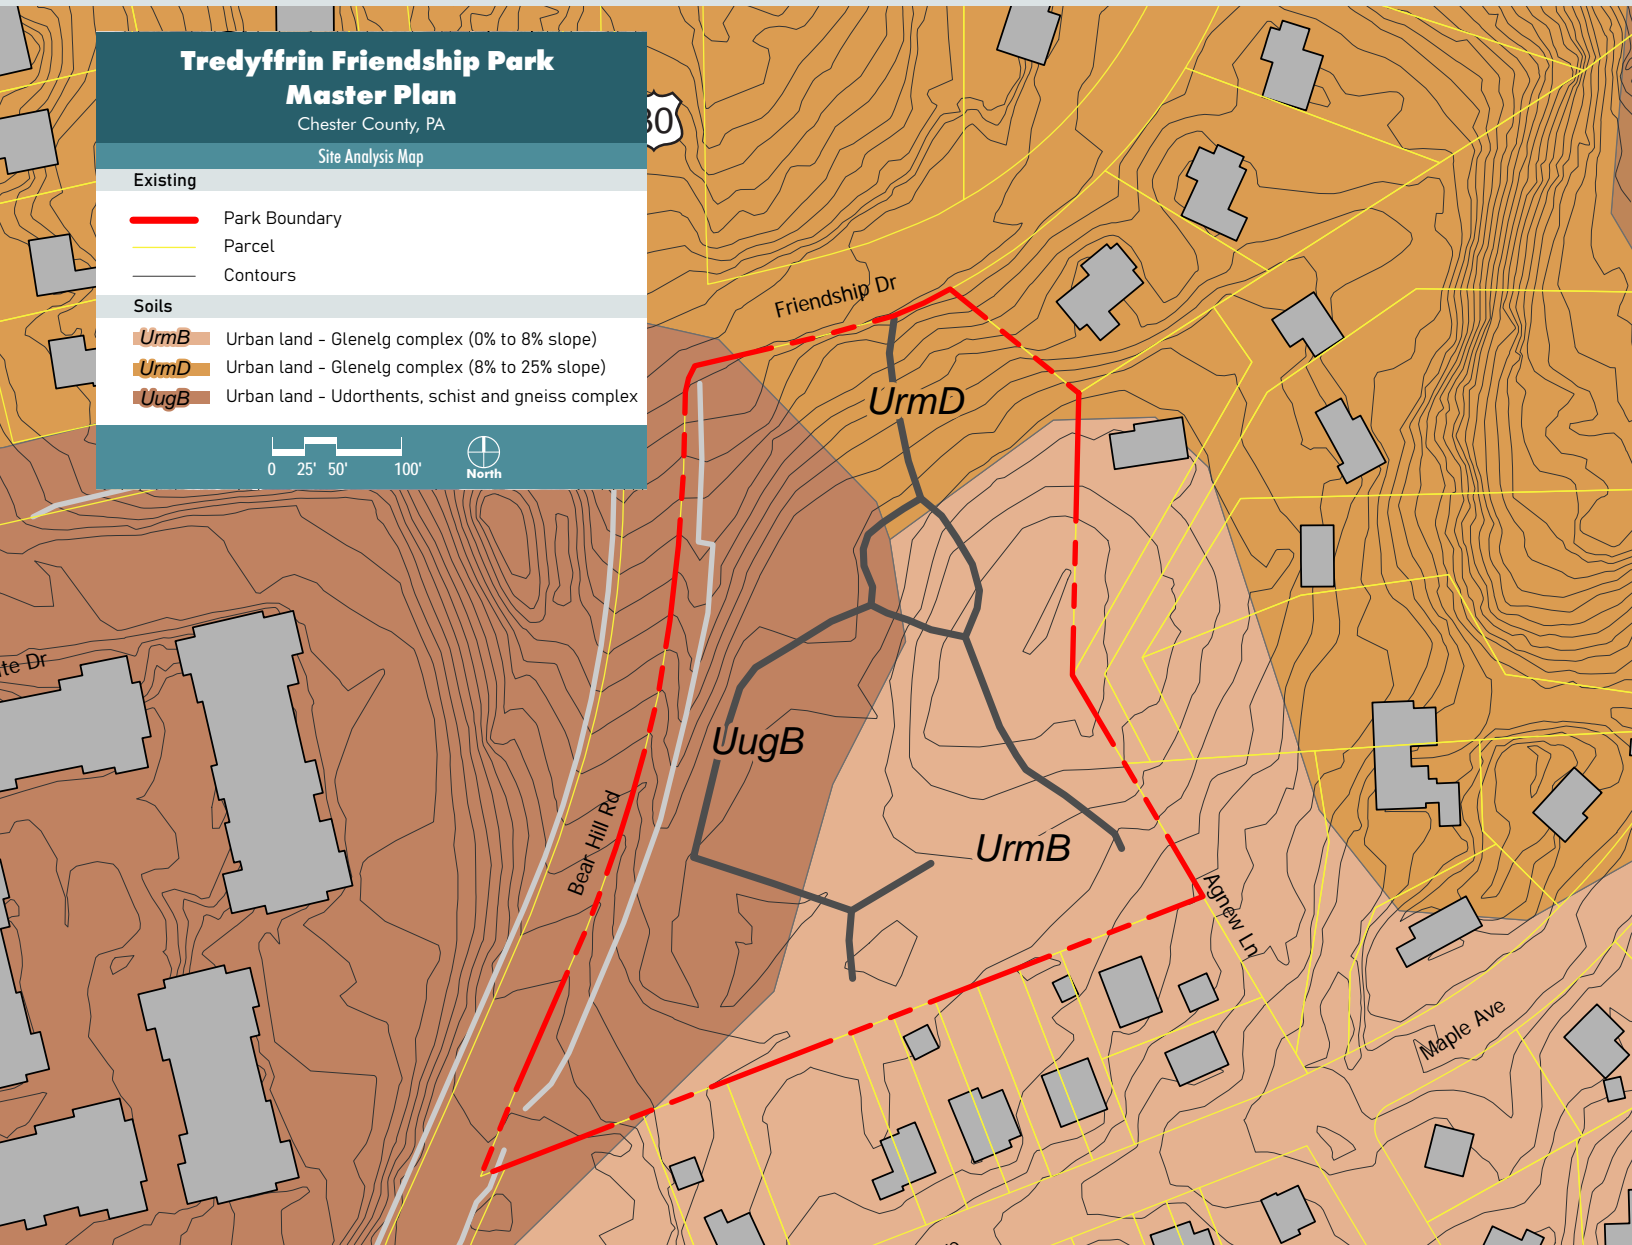 Tredyffrin Friendship Park
Master Plan
Chester County, PA
Site Analysis Map
Existing
Park Boundary
Parcel
Contours
Soils
UrmB Urban land - Glenelg complex (0% to 8% slope)
UrmD Urban land - Glenelg complex (8% to 25% slope)
UugB Urban land - Udorthents, schist and gneiss complex
0 25' 50' 100'
North
Friendship Dr
UrmD
UugB
UrmB
Bear Hill Rd
Agnew Ln
Maple Ave